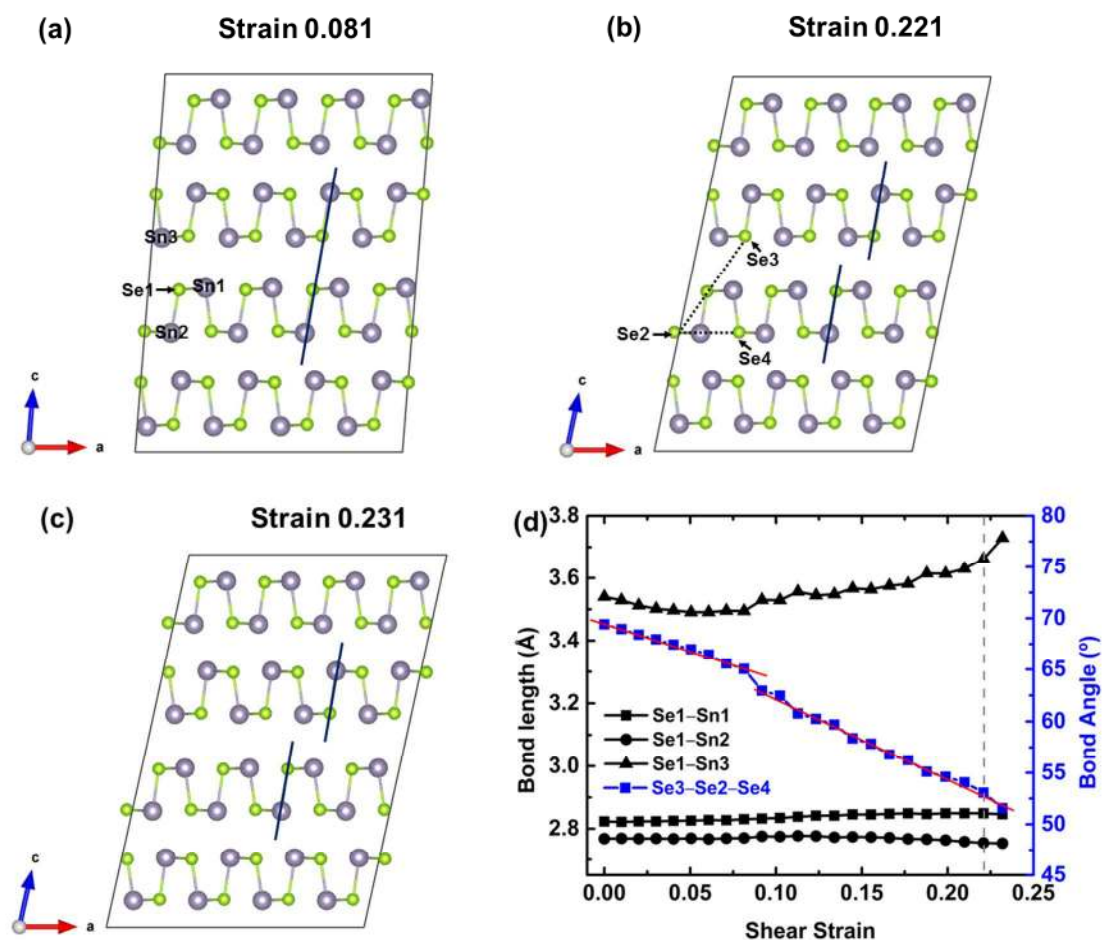 (a) Strain 0.081
Sn3
Se1 Sn1
Sn2
c
a
(b) Strain 0.221
Se3
Se2
Se4
c
a
(c) Strain 0.231
c
a
(d)
3.8
3.6
3.4
3.2
3.0
2.8
Bond length (Å)
80
75
70
65
60
55
50
45
Bond Angle (º)
Se1–Sn1
Se1–Sn2
Se1–Sn3
Se3–Se2–Se4
0.00 0.05 0.10 0.15 0.20 0.25
Shear Strain